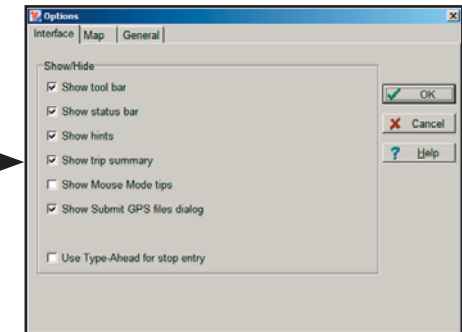 Options
Interface Map General
Show/Hide
Show tool bar
Show status bar
Show hints
Show trip summary
Show Mouse Mode tips
Show Submit GPS files dialog
Use Type-Ahead for stop entry
OK
Cancel
Help